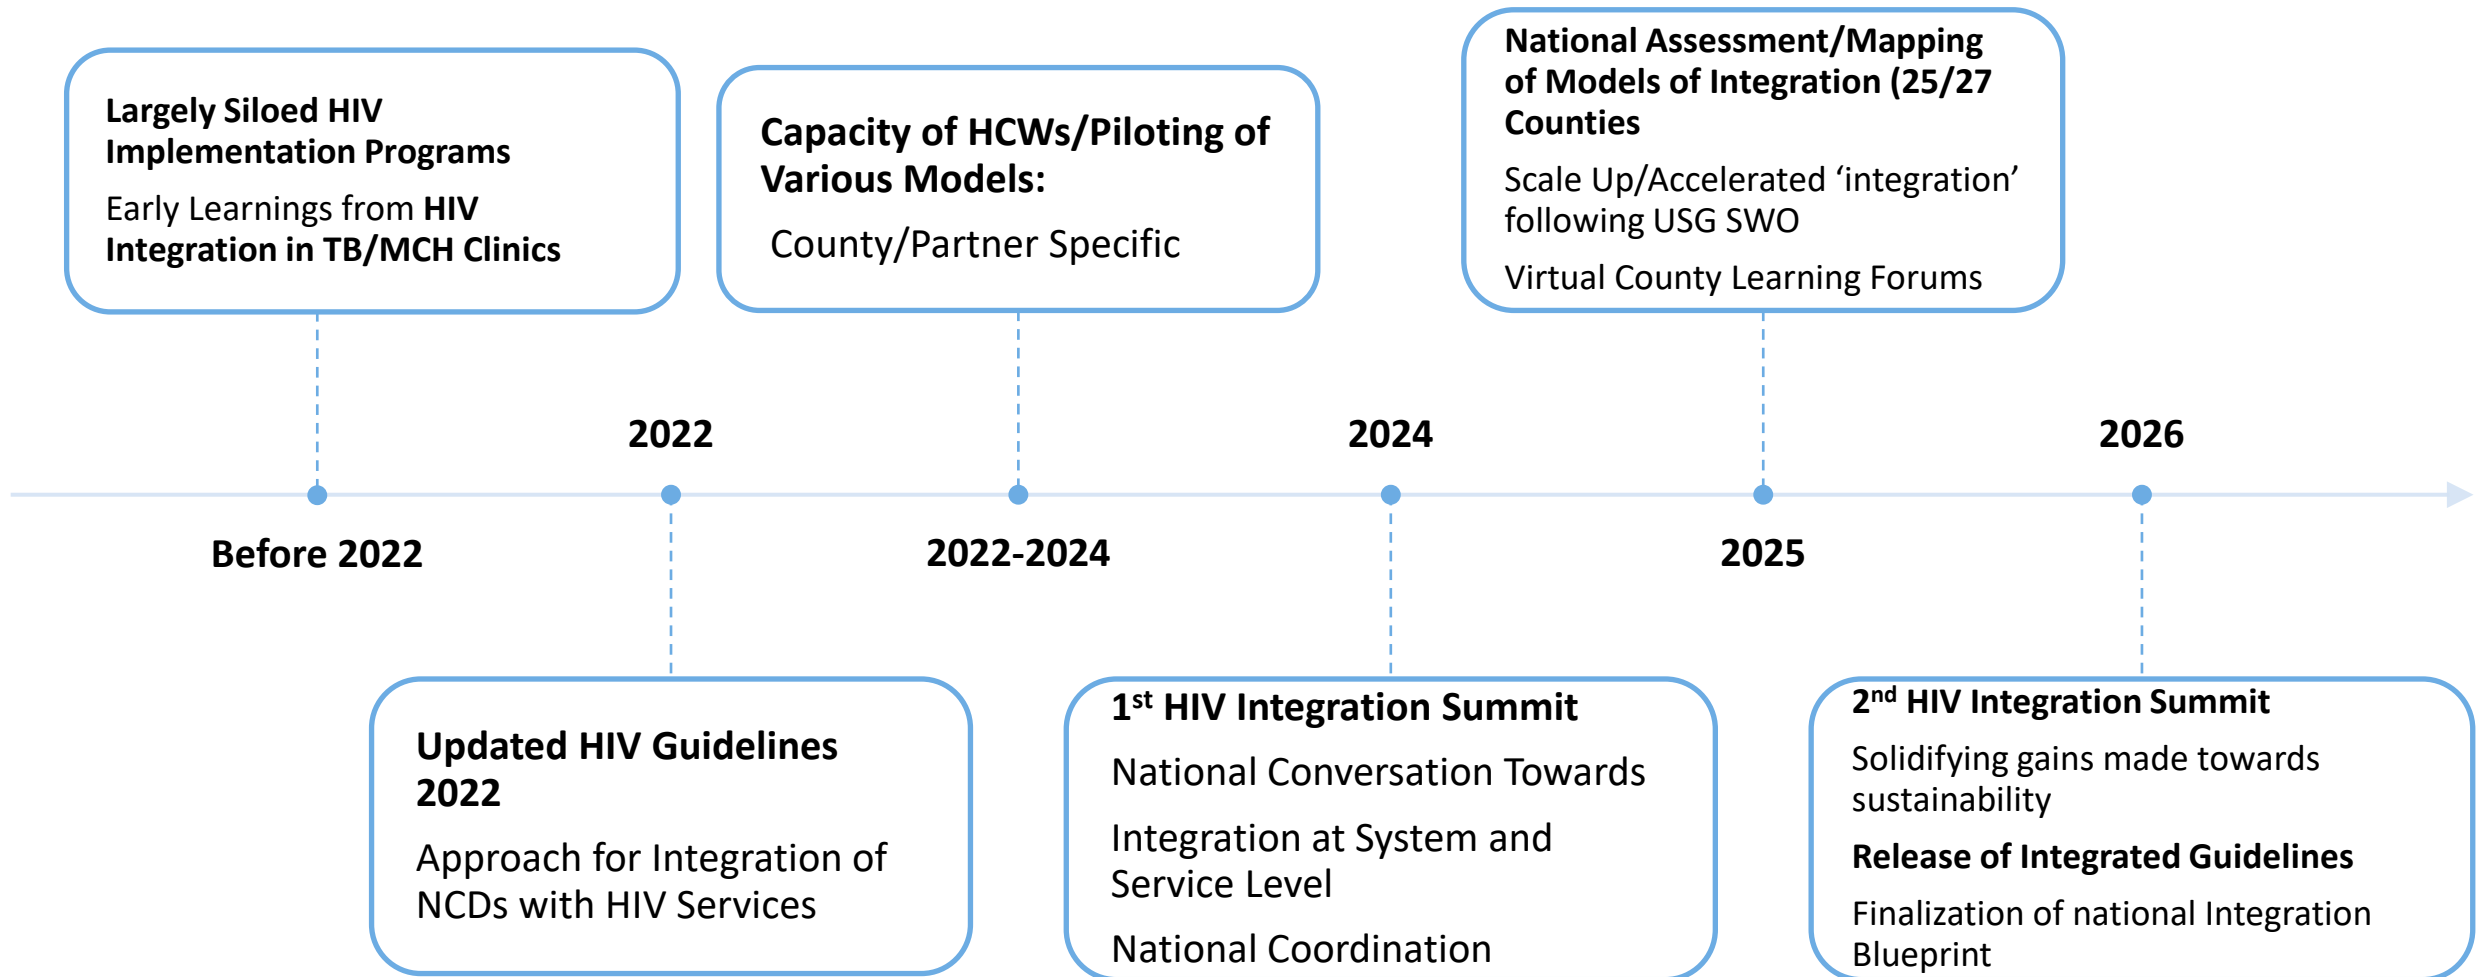 Largely Siloed HIV
Implementation Programs
Early Learnings from HIV
Integration in TB/MCH Clinics
Capacity of HCWs/Piloting of
Various Models:
County/Partner Specific
National Assessment/Mapping
of Models of Integration (25/27
Counties
Scale Up/Accelerated ‘integration’
following USG SWO
Virtual County Learning Forums
2022
2024
2026
Before 2022
2022-2024
2025
Updated HIV Guidelines
2022
Approach for Integration of
NCDs with HIV Services
1st HIV Integration Summit
National Conversation Towards
Integration at System and
Service Level
National Coordination
2nd HIV Integration Summit
Solidifying gains made towards
sustainability
Release of Integrated Guidelines
Finalization of national Integration
Blueprint